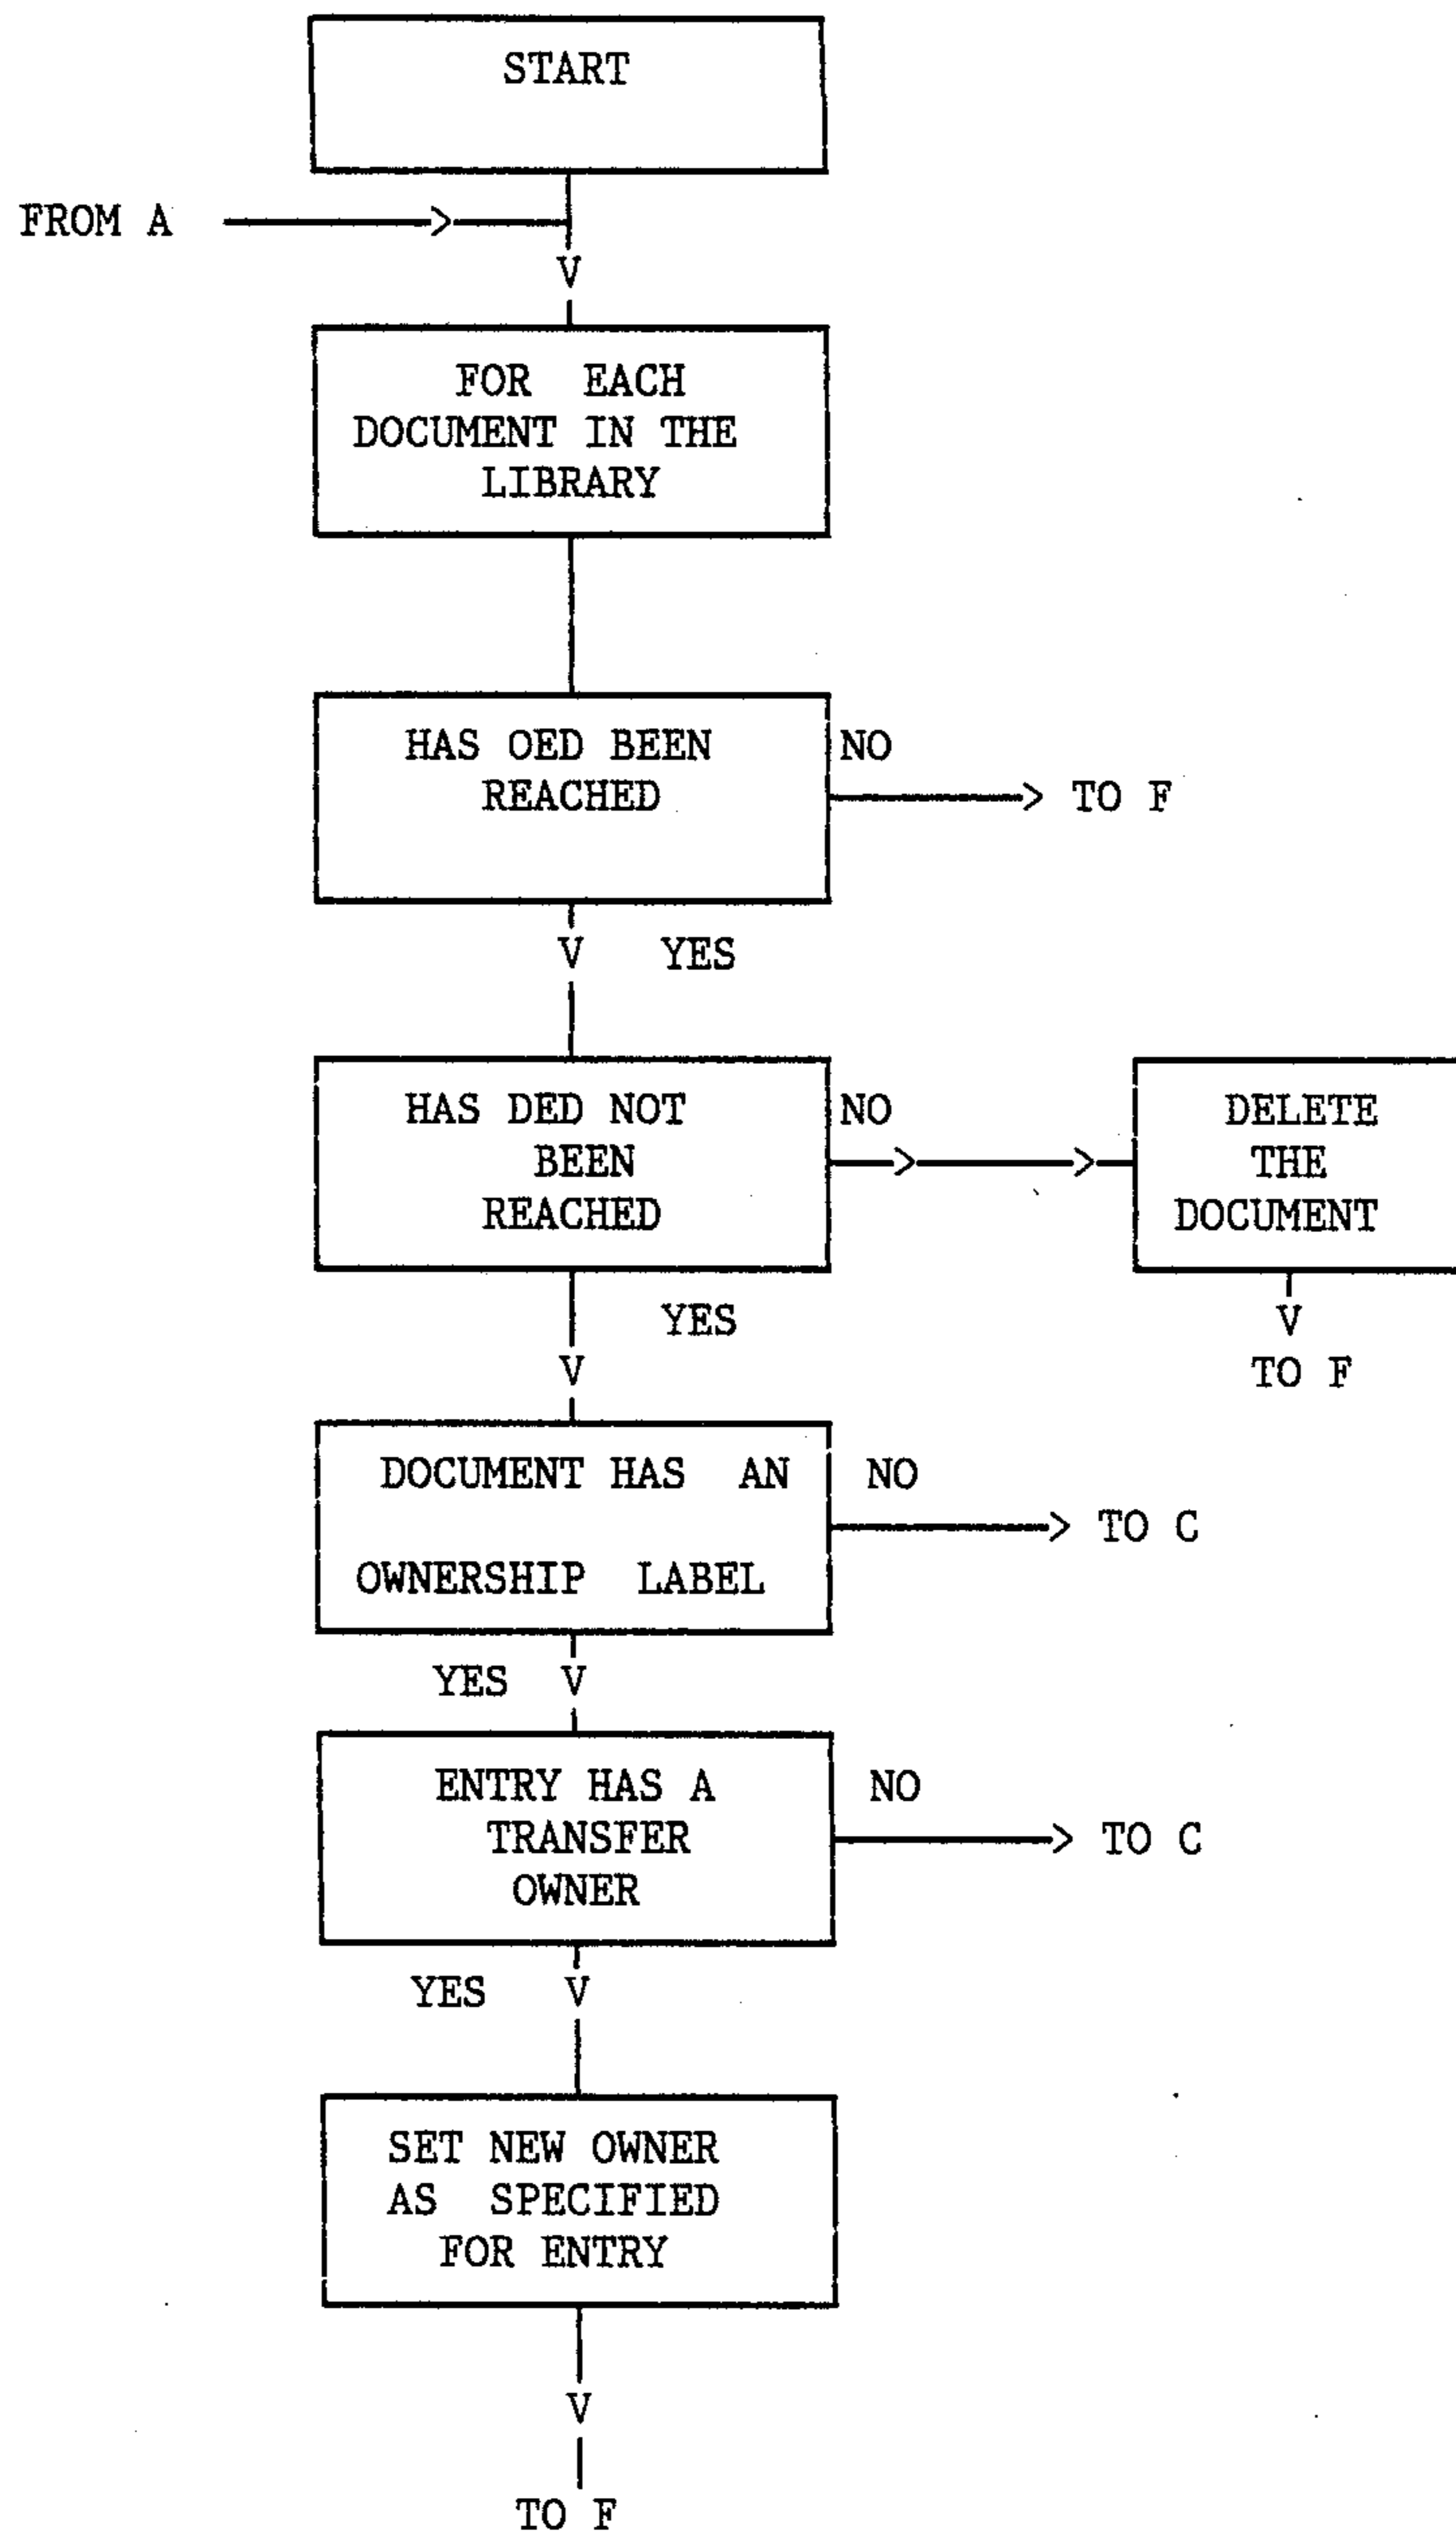 START
FROM A
V
FOR EACH
DOCUMENT IN THE
LIBRARY
HAS OED BEEN
REACHED
NO
> TO F
V YES
HAS DED NOT
BEEN
REACHED
NO
DELETE
THE
DOCUMENT
V
TO F
YES
V
DOCUMENT HAS AN
OWNERSHIP LABEL
NO
> TO C
YES V
ENTRY HAS A
TRANSFER
OWNER
NO
> TO C
YES V
SET NEW OWNER
AS SPECIFIED
FOR ENTRY
V
TO F